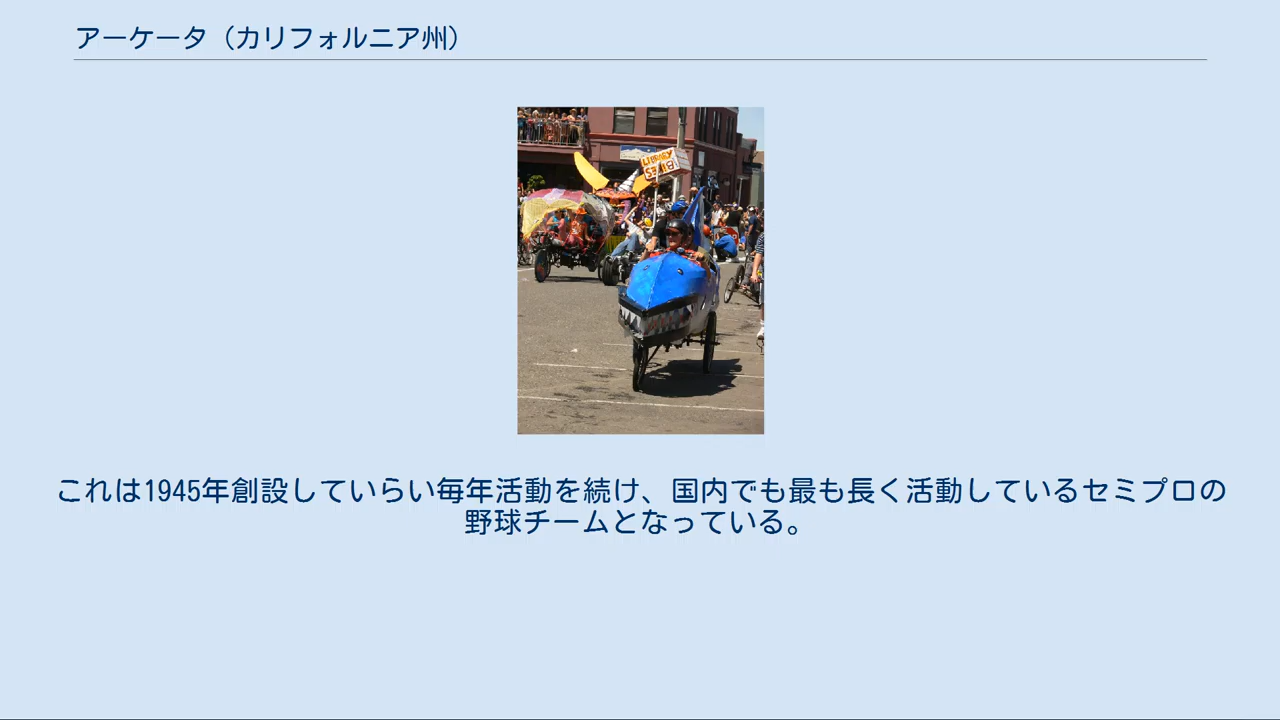 アーケータ（カリフォルニア州）
LIBRARY
BIKES
これは1945年創設していらい毎年活動を続け、国内でも最も長く活動しているセミプロの
野球チームとなっている。